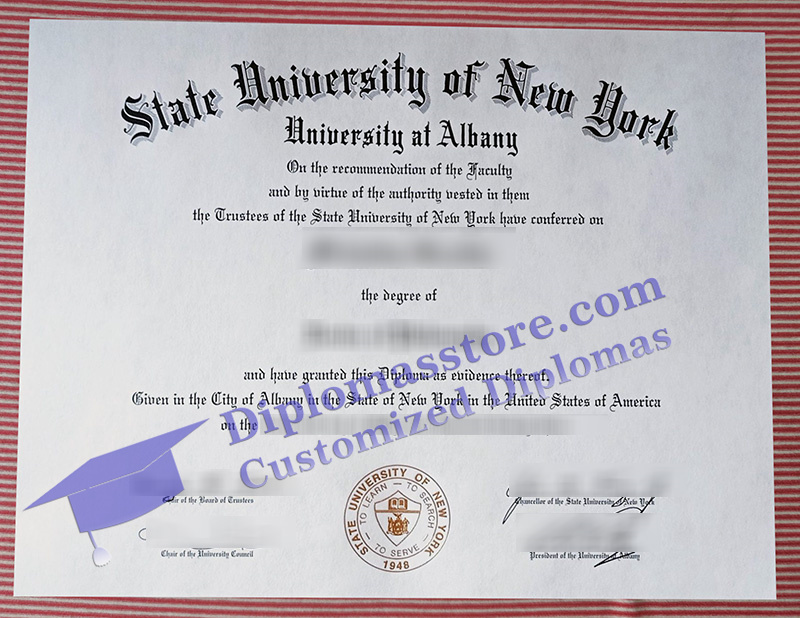 State University of New York
University at Albany
On the recommendation of the Faculty
and by virtue of the authority vested in them
the Trustees of the State University of New York have conferred on
the degree of
and have granted this Diploma as evidence thereof.
Given in the City of Albany in the State of New York in the United States of America
on the
Diplomasstore.com
Customized Diplomas
Chair of the Board of Trustees
Chancellor of the State University of New York
Chair of the University Council
President of the University at Albany
STATE UNIVERSITY OF NEW YORK
TO LEARN — TO SEARCH — TO SERVE
1948